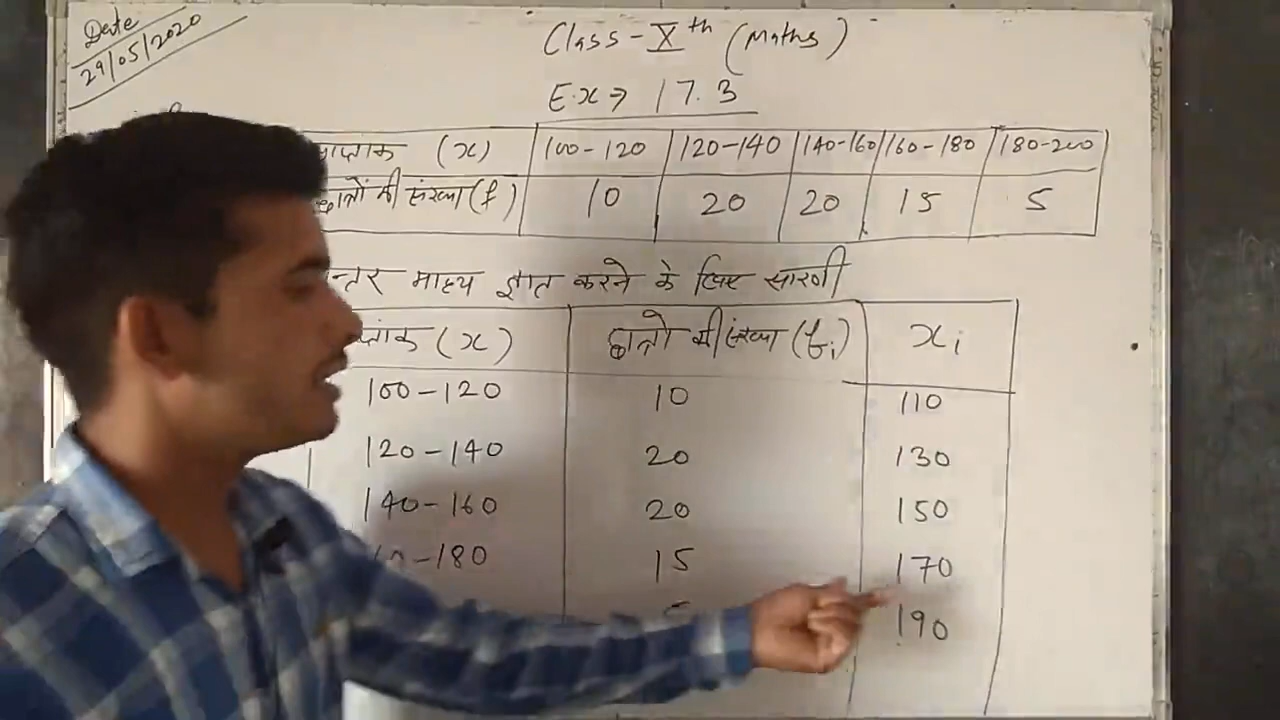 Date
29/05/2020
Class - Xth (Maths)
E.x → 17.3
(x) 100-120 120-140 140-160 160-180 180-200
छात्रों की संख्या (f) 10 20 20 15 5
माध्य ज्ञात करने के लिए सारणी
(x) छात्रों की संख्या (fi) xi
100-120 10 110
120-140 20 130
140-160 20 150
-180 15 170
190